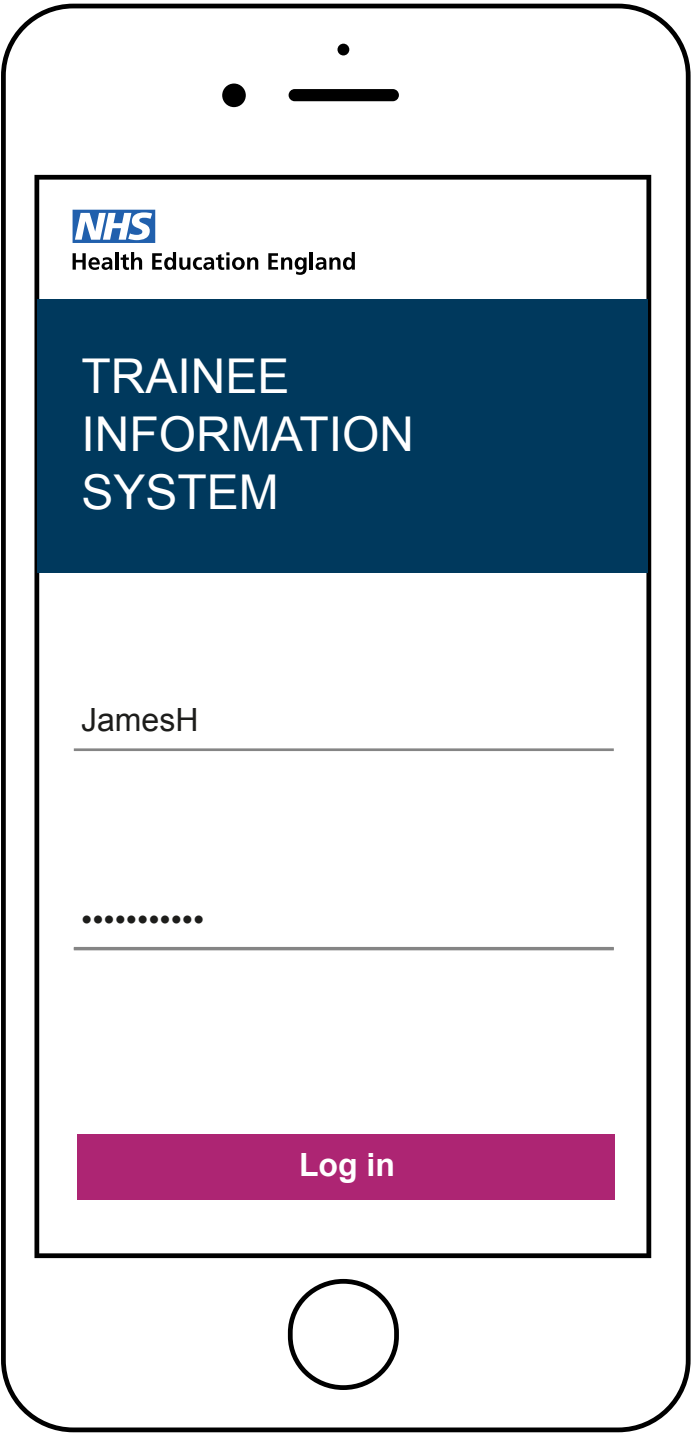 NHS
Health Education England
TRAINEE
INFORMATION
SYSTEM
JamesH
•••••••••••
Log in